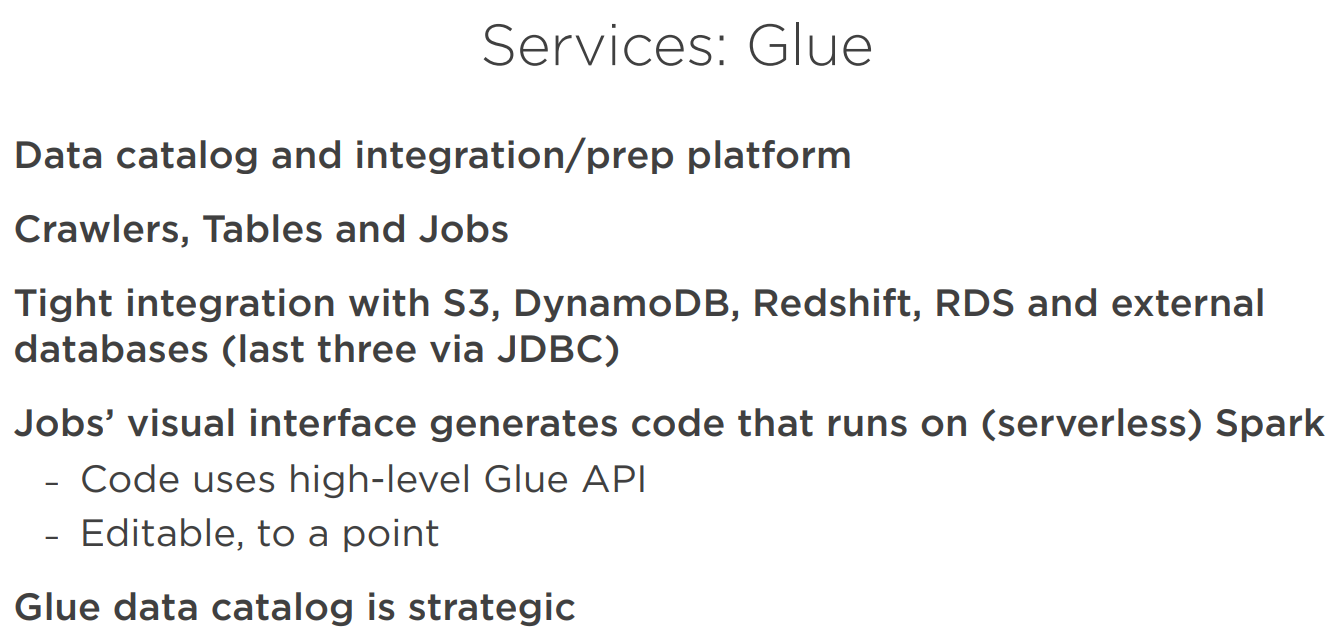 Services: Glue
Data catalog and integration/prep platform
Crawlers, Tables and Jobs
Tight integration with S3, DynamoDB, Redshift, RDS and external
databases (last three via JDBC)
Jobs’ visual interface generates code that runs on (serverless) Spark
- Code uses high-level Glue API
- Editable, to a point
Glue data catalog is strategic